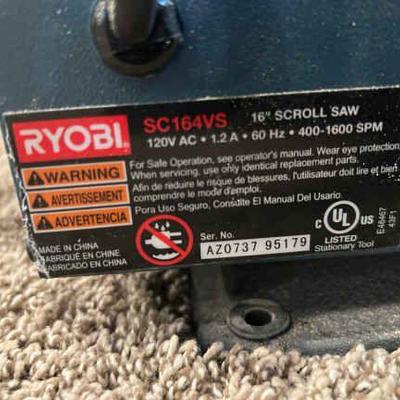 RYOBI
SC164VS 16" SCROLL SAW
120V AC • 1.2 A • 60 Hz • 400-1600 SPM
For Safe Operation, see operator's manual. Wear eye protection.
When servicing, use only identical replacement parts.
Afin de réduire le risque de blessures, l'utilisateur doit lire et bien
comprendre le mode d'emploi.
Para Uso Seguro, Consulte El Manual Del Usario.
WARNING
AVERTISSEMENT
ADVERTENCIA
MADE IN CHINA
FABRIQUÉ EN CHINE
FABRICADO EN CHINA
Ser. No.
AZ0737 95179
C UL US
LISTED
Stationary Tool